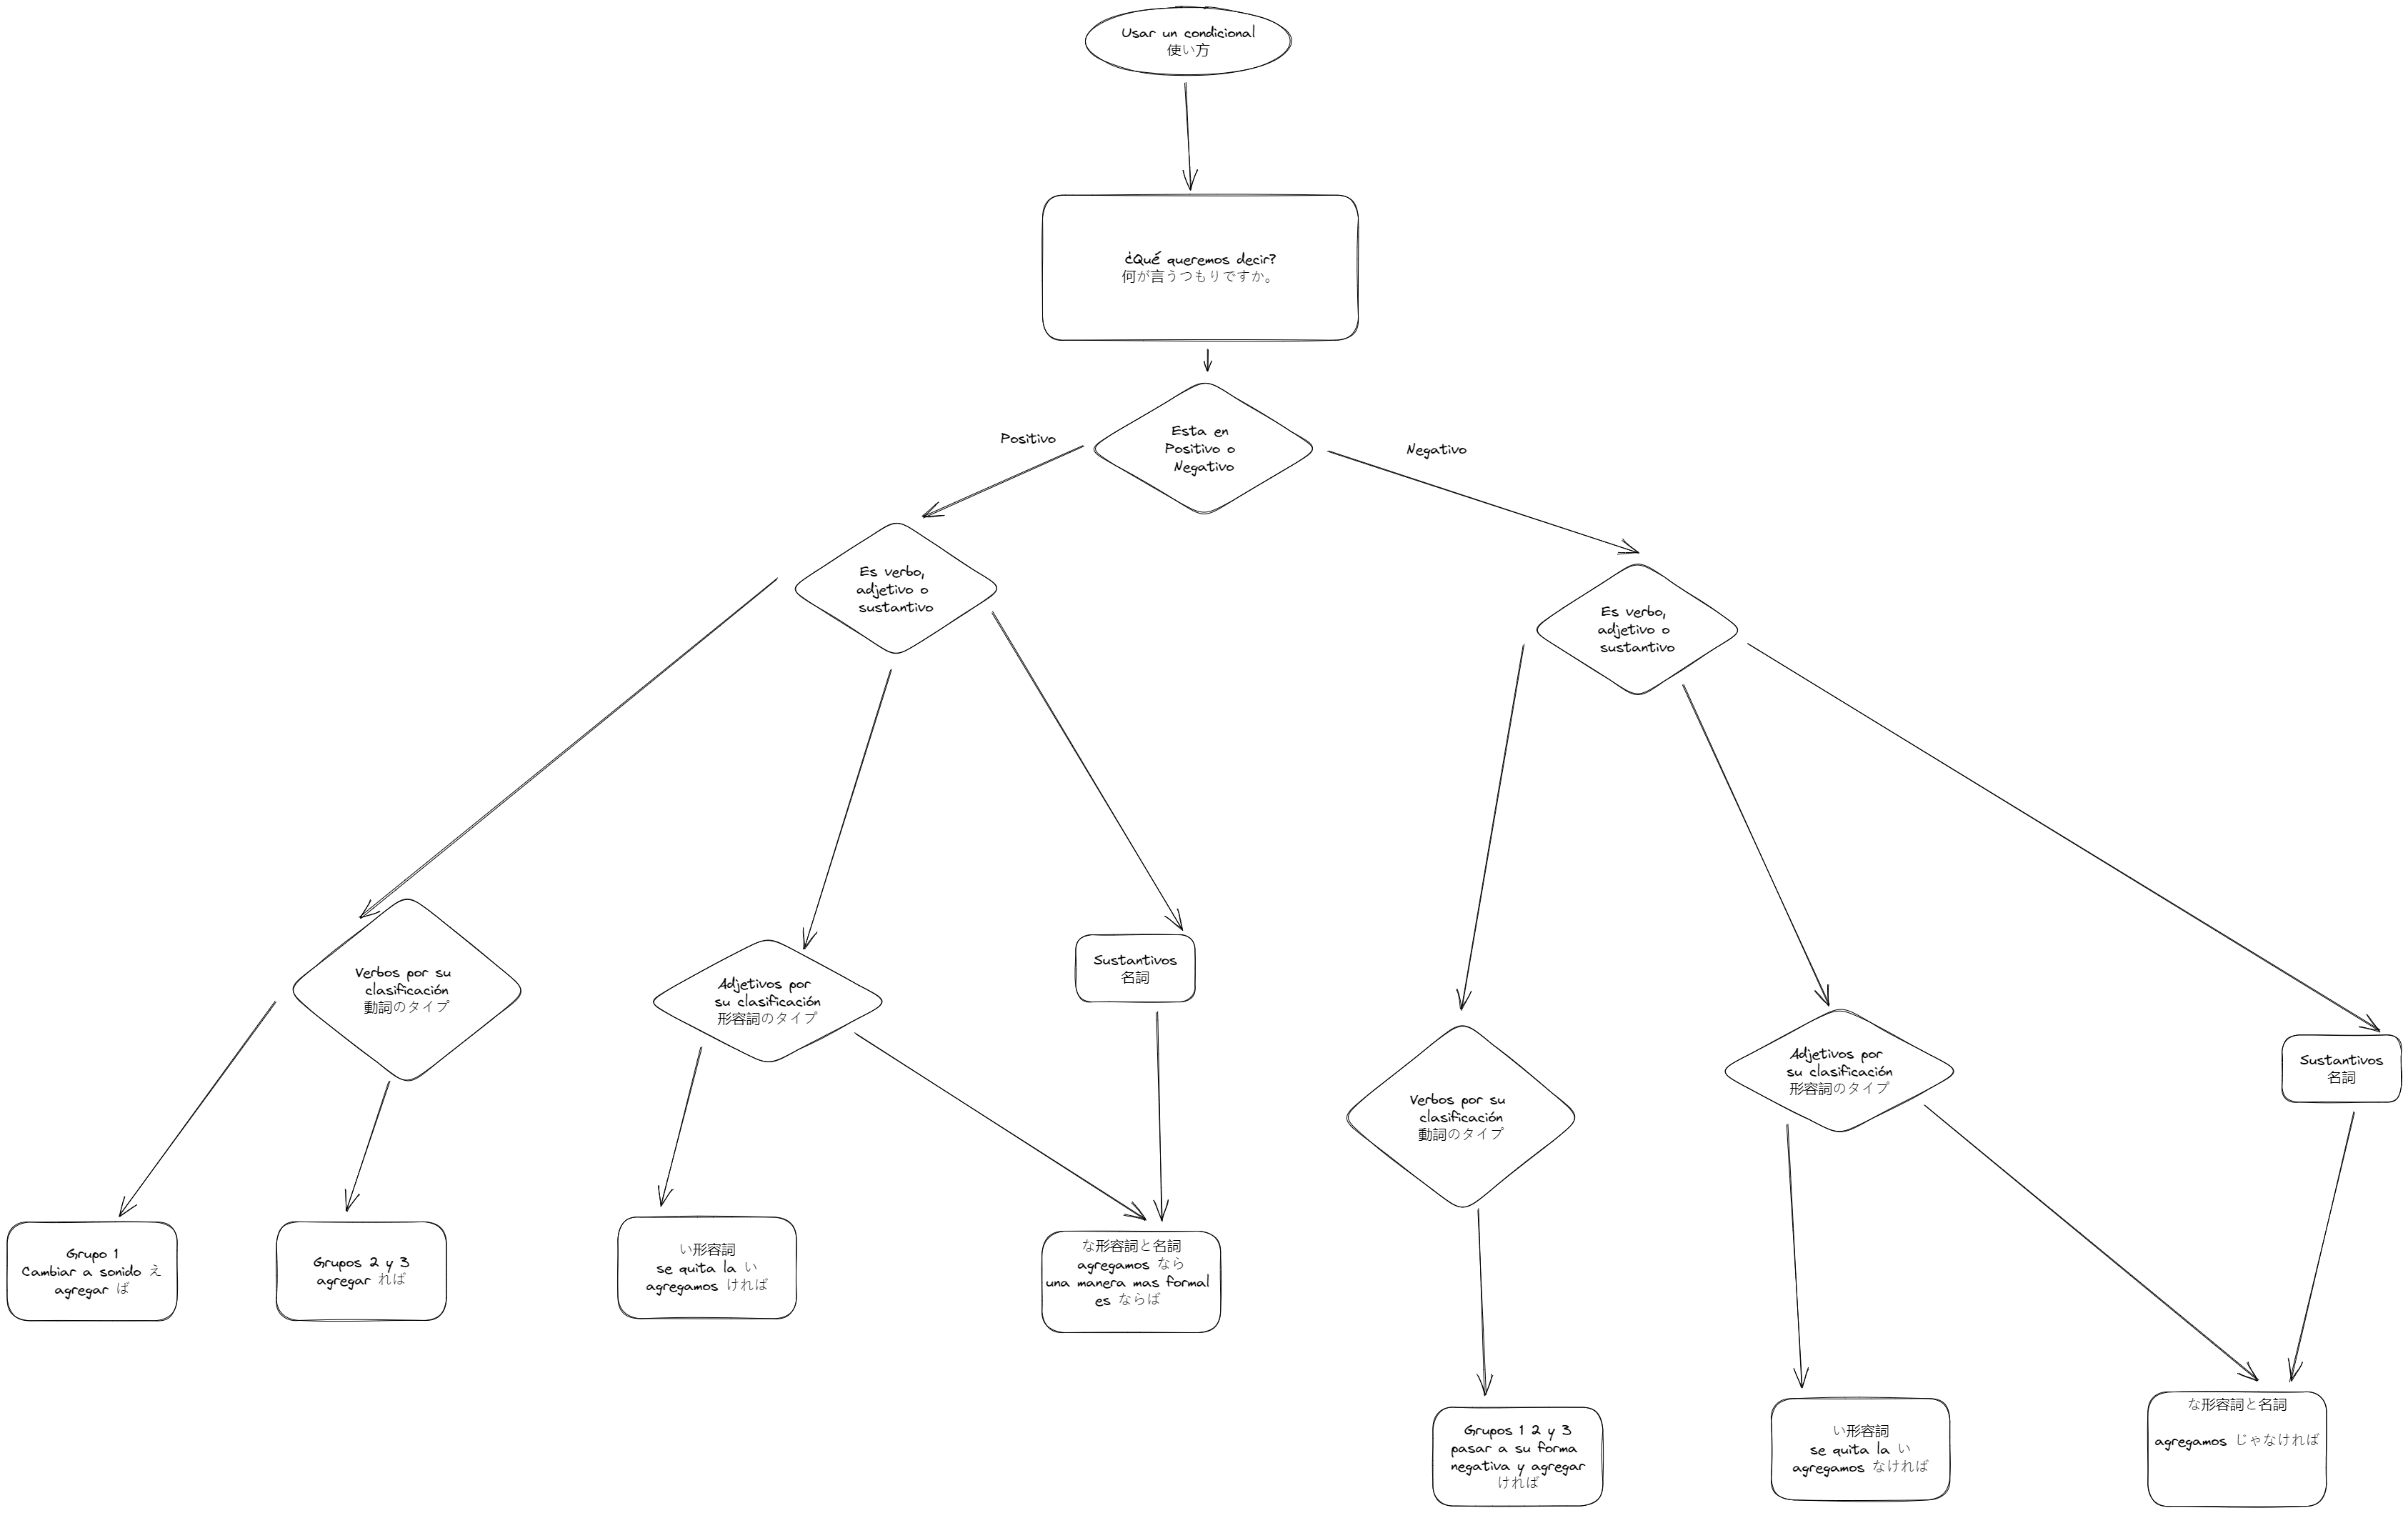 Usar un condicional
使い方
¿Qué queremos decir?
何が言うつもりですか。
Esta en
Positivo o
Negativo
Positivo
Negativo
Es verbo,
adjetivo o
sustantivo
Es verbo,
adjetivo o
sustantivo
Verbos por su
clasificación
動詞のタイプ
Adjetivos por
su clasificación
形容詞のタイプ
Sustantivos
名詞
Verbos por su
clasificación
動詞のタイプ
Adjetivos por
su clasificación
形容詞のタイプ
Sustantivos
名詞
Grupo 1
Cambiar a sonido え
agregar ば
Grupos 2 y 3
agregar れば
い形容詞
se quita la い
agregamos ければ
な形容詞と名詞
agregamos なら
una manera mas formal
es ならば
Grupos 1 2 y 3
pasar a su forma
negativa y agregar
ければ
い形容詞
se quita la い
agregamos なければ
な形容詞と名詞
agregamos じゃなければ